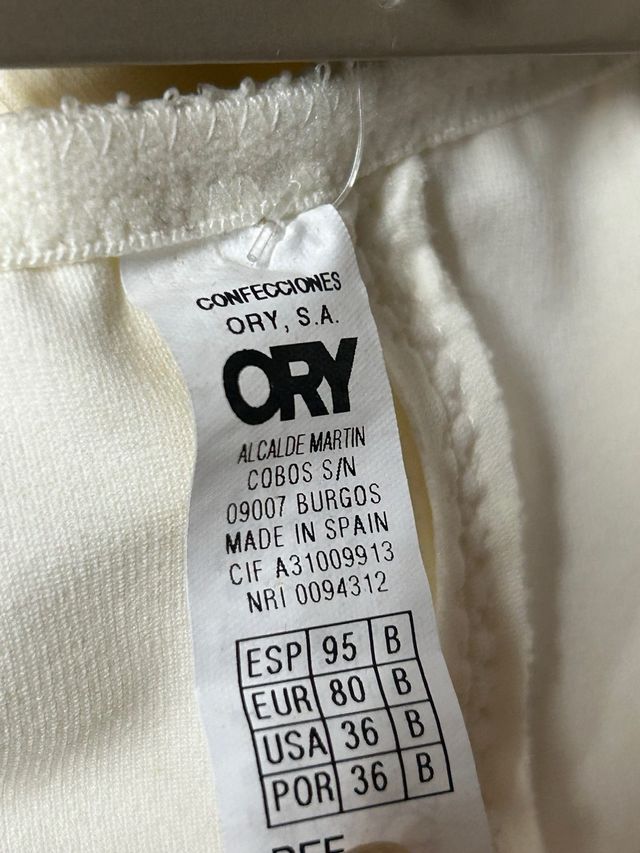 CONFECCIONES
ORY, S.A.
ORY
ALCALDE MARTIN
COBOS S/N
09007 BURGOS
MADE IN SPAIN
CIF A31009913
NRI 0094312
ESP 95 B
EUR 80 B
USA 36 B
POR 36 B
REF